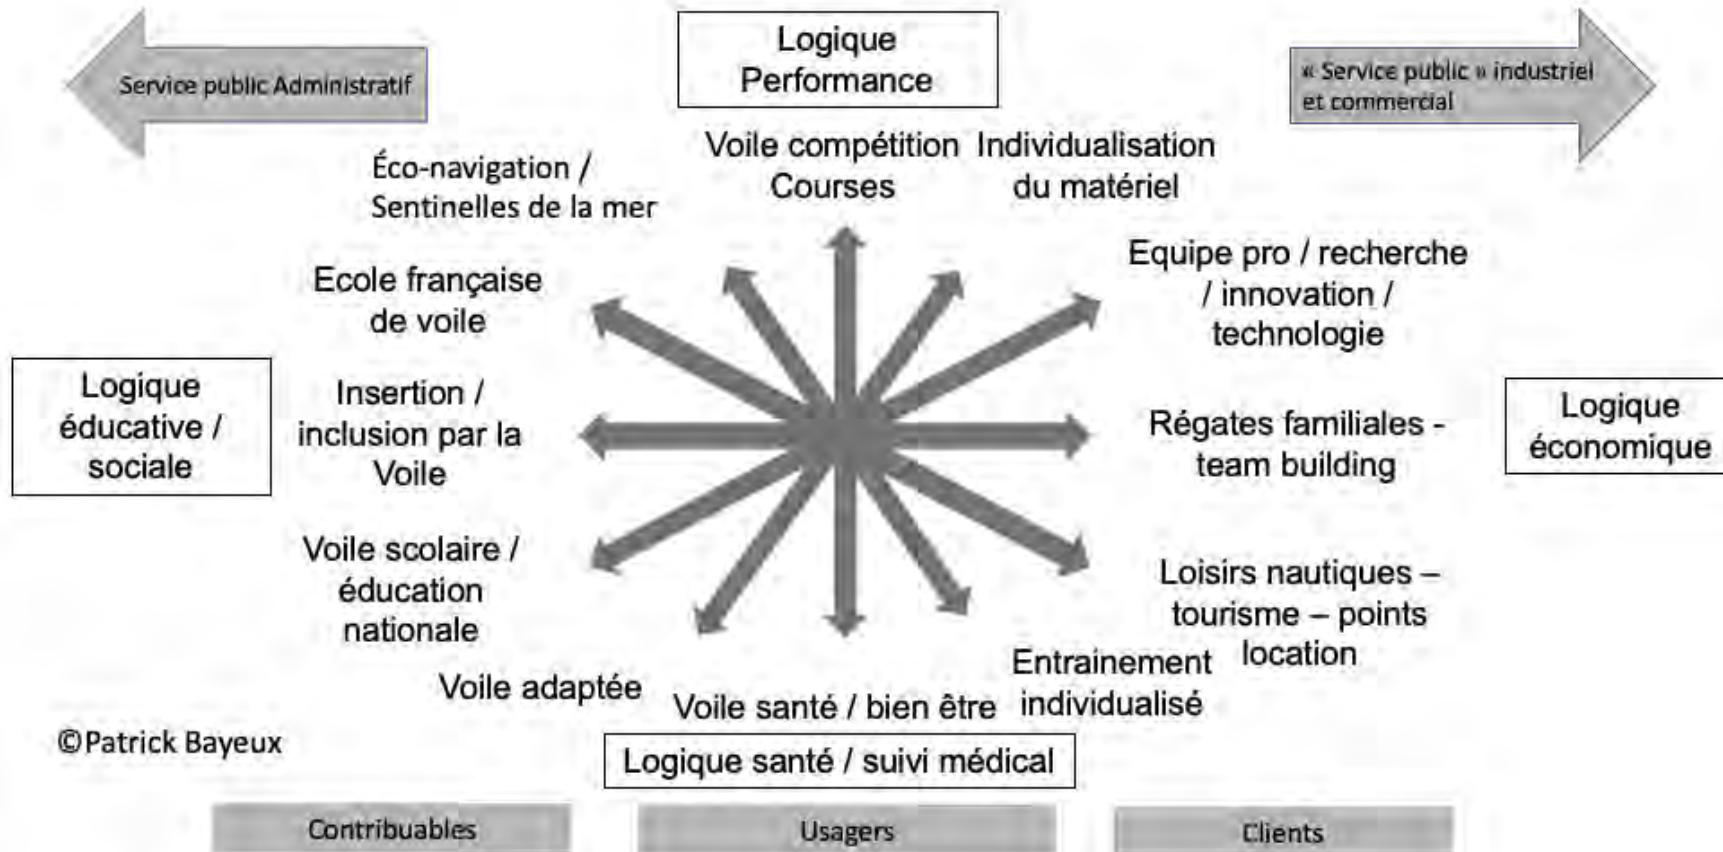 Service public Administratif
Logique
Performance
« Service public » industriel
et commercial
Éco-navigation /
Sentinelles de la mer
Voile compétition
Courses
Individualisation
du matériel
Ecole française
de voile
Equipe pro / recherche
/ innovation /
technologie
Logique
éducative /
sociale
Insertion /
inclusion par la
Voile
Régates familiales -
team building
Logique
économique
Voile scolaire /
éducation
nationale
Loisirs nautiques –
tourisme – points
location
Voile adaptée
Voile santé / bien être
Entrainement
individualisé
©Patrick Bayeux
Logique santé / suivi médical
Contribuables
Usagers
Clients